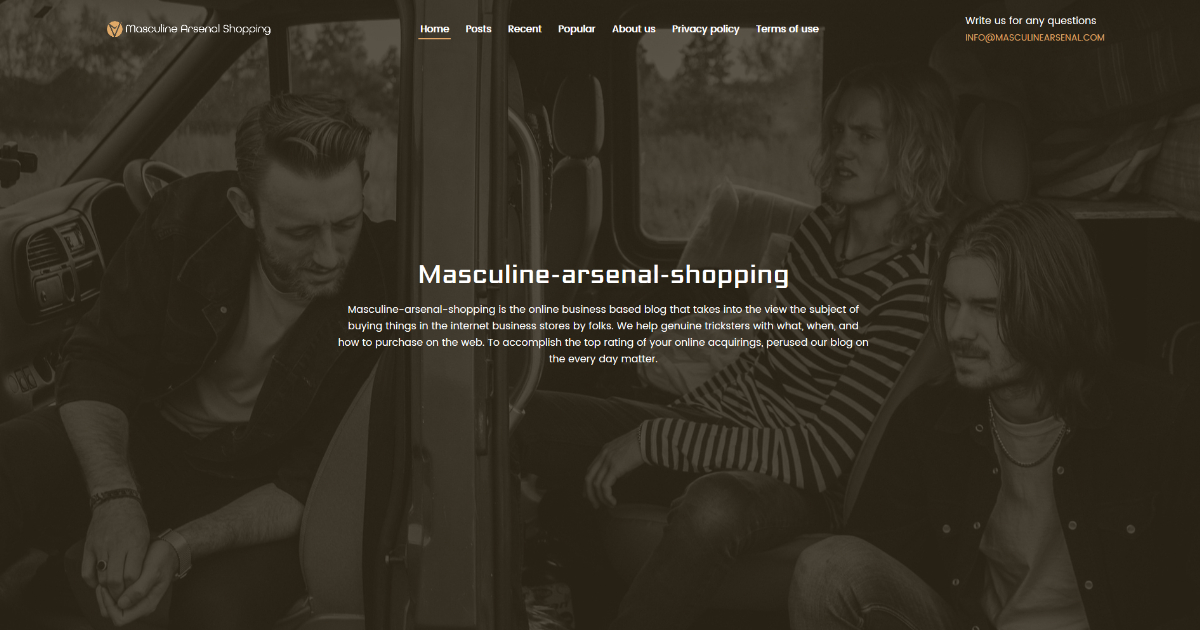 Masculine Arsenal Shopping
Home Posts Recent Popular About us Privacy policy Terms of use
Write us for any questions
INFO@MASCULINEARSENAL.COM
Masculine-arsenal-shopping
Masculine-arsenal-shopping is the online business based blog that takes into the view the subject of
buying things in the internet business stores by folks. We help genuine tricksters with what, when, and
how to purchase on the web. To accomplish the top rating of your online acquirings, perused our blog on
the every day matter.